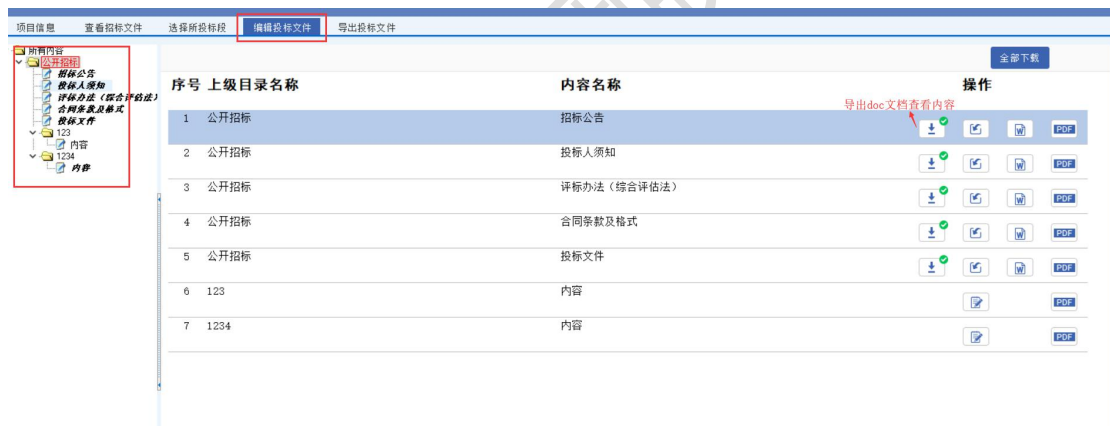 项目信息 查看招标文件 选择所投标段 编辑投标文件 导出投标文件
所有内容
公开招标
招标公告
投标人须知
评标办法（综合评估法）
合同条款及格式
投标文件
123
内容
1234
内容
全部下载
序号 上级目录名称 内容名称 操作
导出doc文档查看内容
1 公开招标 招标公告 W PDF
2 公开招标 投标人须知 W PDF
3 公开招标 评标办法（综合评估法） W PDF
4 公开招标 合同条款及格式 W PDF
5 公开招标 投标文件 W PDF
6 123 内容 PDF
7 1234 内容 PDF